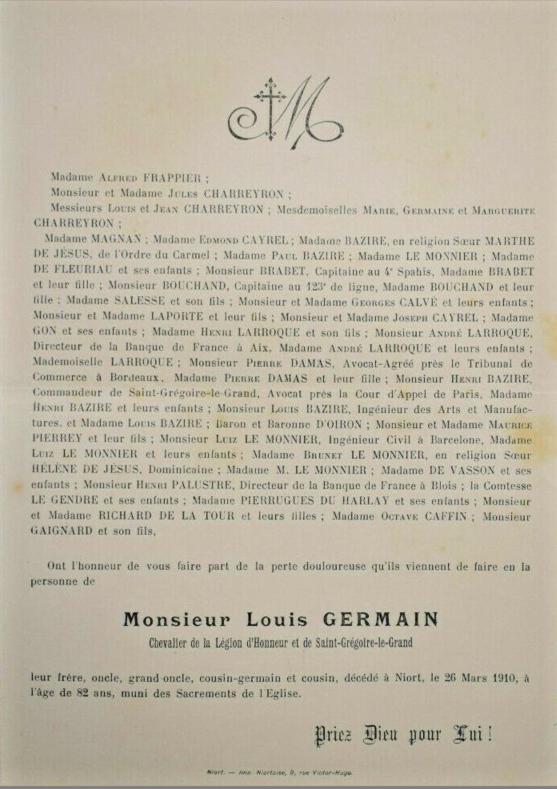 M
Madame ALFRED FRAPPIER ;
Monsieur et Madame JULES CHARREYRON ;
Messieurs LOUIS et JEAN CHARREYRON ; Mesdemoiselles MARIE, GERMAINE et MARGUERITE
CHARREYRON ;
Madame MAGNAN ; Madame EDMOND CAYREL ; Madame BAZIRE, en religion Sœur MARTHE
DE JÉSUS, de l'Ordre du Carmel ; Madame PAUL BAZIRE ; Madame LE MONNIER ; Madame
DE FLEURIAU et ses enfants ; Monsieur BRABET, Capitaine au 4e Spahis, Madame BRABET
et leur fille ; Monsieur BOUCHAND, Capitaine au 123e de ligne, Madame BOUCHAND et leur
fille ; Madame SALESSE et son fils ; Monsieur et Madame GEORGES CALVÉ et leurs enfants ;
Monsieur et Madame LAPORTE et leur fils ; Monsieur et Madame JOSEPH CAYREL ; Madame
GON et ses enfants ; Madame HENRI LARROQUE et son fils ; Monsieur ANDRÉ LARROQUE,
Directeur de la Banque de France à Aix, Madame ANDRÉ LARROQUE et leurs enfants ;
Mademoiselle LARROQUE ; Monsieur PIERRE DAMAS, Avocat-Agréé près le Tribunal de
Commerce à Bordeaux, Madame PIERRE DAMAS et leur fille ; Monsieur HENRI BAZIRE,
Commandeur de Saint-Grégoire-le-Grand, Avocat près la Cour d'Appel de Paris, Madame
HENRI BAZIRE et leurs enfants ; Monsieur LOUIS BAZIRE, Ingénieur des Arts et Manufac-
tures, et Madame LOUIS BAZIRE ; Baron et Baronne D'OIRON ; Monsieur et Madame MAURICE
PIERREY et leur fils ; Monsieur LUIZ LE MONNIER, Ingénieur Civil à Barcelone, Madame
LUIZ LE MONNIER et leurs enfants ; Madame BRUNET LE MONNIER, en religion Sœur
HÉLÈNE DE JÉSUS, Dominicaine ; Madame M. LE MONNIER ; Madame DE VASSON et ses
enfants ; Monsieur HENRI PALUSTRE, Directeur de la Banque de France à Blois ; la Comtesse
LE GENDRE et ses enfants ; Madame PIERRUGUES DU HARLAY et ses enfants ; Monsieur
et Madame RICHARD DE LA TOUR et leurs filles ; Madame OCTAVE CAFFIN ; Monsieur
GAIGNARD et son fils,
Ont l'honneur de vous faire part de la perte douloureuse qu'ils viennent de faire en la
personne de
Monsieur Louis GERMAIN
Chevalier de la Légion d'Honneur et de Saint-Grégoire-le-Grand
leur frère, oncle, grand-oncle, cousin-germain et cousin, décédé à Niort, le 26 Mars 1910, à
l'âge de 82 ans, muni des Sacrements de l'Eglise.
Priez Dieu pour Lui !
Niort. — Imp. Niortaise, 9, rue Victor-Hugo.